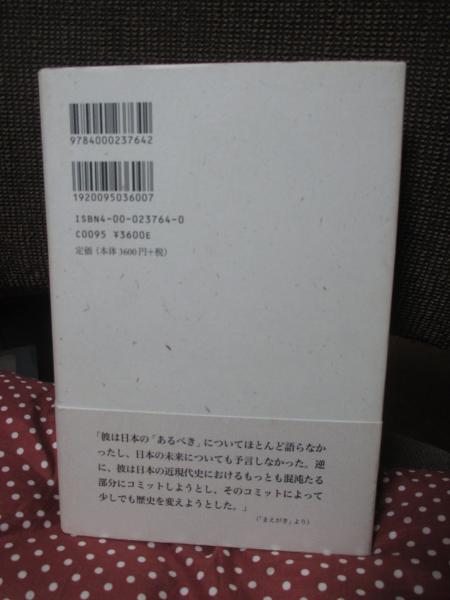 9784000237642
1920095036007
ISBN4-00-023764-0
C0095 ¥3600E
定価(本体3600円+税)
「彼は日本の「あるべき」についてほとんど語らなか
ったし、日本の未来についても予言しなかった。逆
に、彼は日本の近現代史におけるもっとも混沌たる
部分にコミットしようとし、そのコミットによって
少しでも歴史を変えようとした。」
(「まえがき」より)